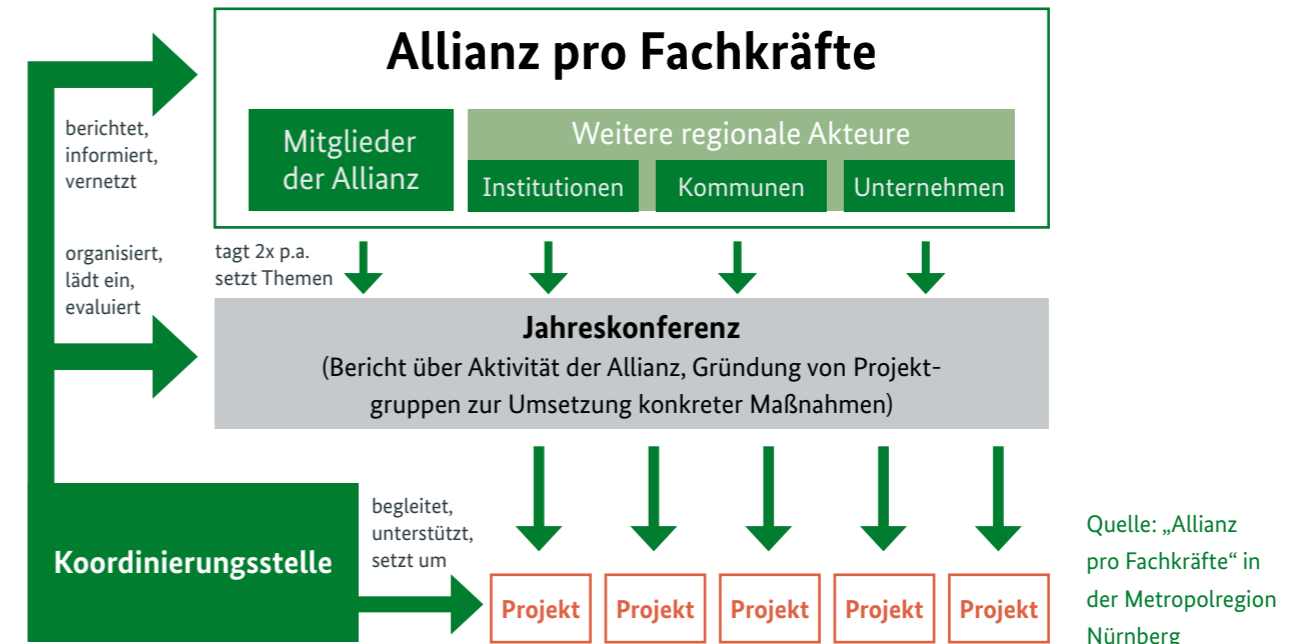 Allianz pro Fachkräfte
Mitglieder
der Allianz
Weitere regionale Akteure
Institutionen
Kommunen
Unternehmen
berichtet,
informiert,
vernetzt
organisiert,
lädt ein,
evaluiert
tagt 2x p.a.
setzt Themen
Jahreskonferenz
(Bericht über Aktivität der Allianz, Gründung von Projekt-
gruppen zur Umsetzung konkreter Maßnahmen)
Koordinierungsstelle
begleitet,
unterstützt,
setzt um
Projekt
Projekt
Projekt
Projekt
Projekt
Quelle: „Allianz
pro Fachkräfte“ in
der Metropolregion
Nürnberg